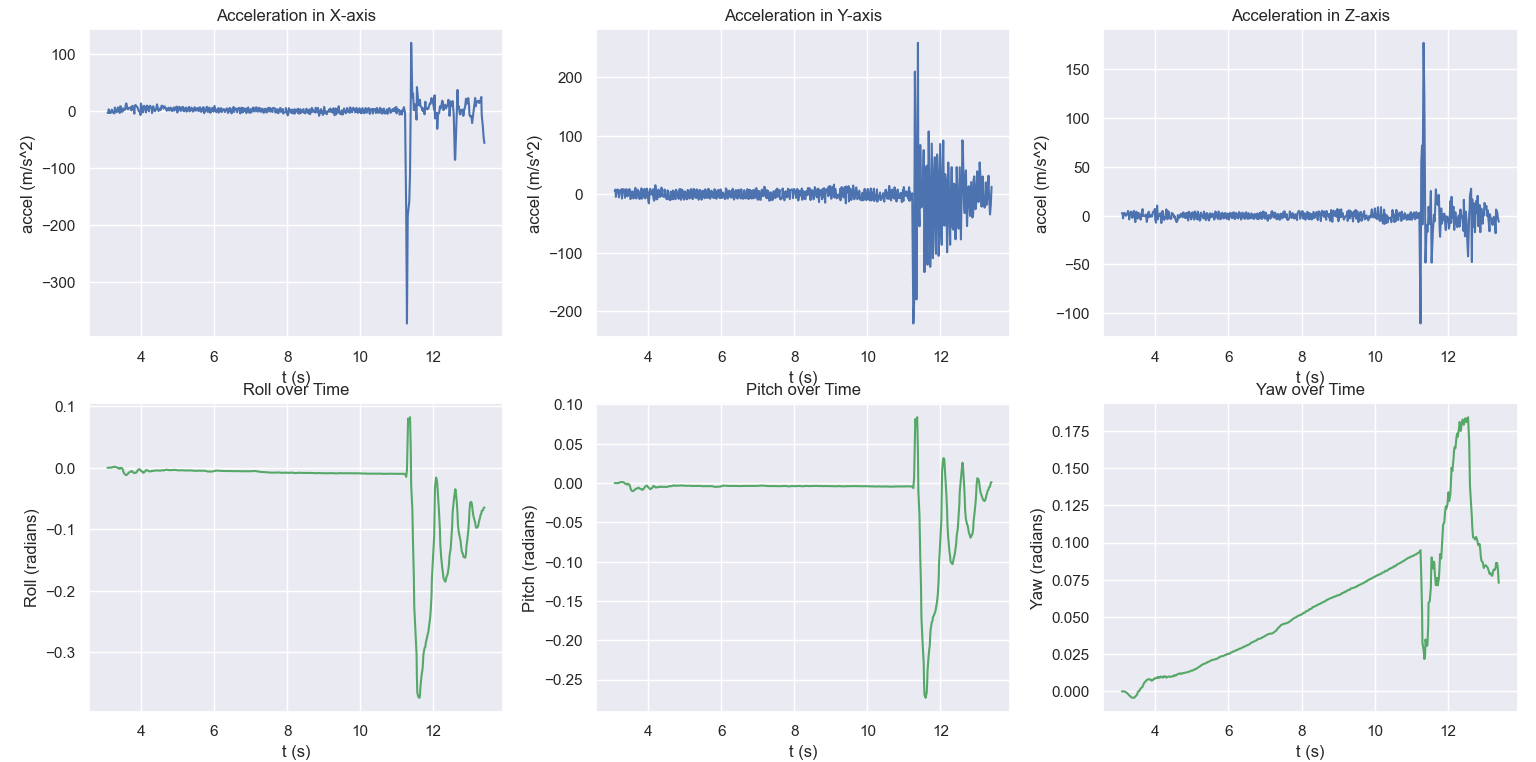 Acceleration in X-axis
accel (m/s^2)
100
0
−100
−200
−300
4 6 8 10 12
t (s)
Acceleration in Y-axis
accel (m/s^2)
200
100
0
−100
−200
4 6 8 10 12
t (s)
Acceleration in Z-axis
accel (m/s^2)
150
100
50
0
−50
−100
4 6 8 10 12
t (s)
Roll over Time
Roll (radians)
0.1
0.0
−0.1
−0.2
−0.3
4 6 8 10 12
t (s)
Pitch over Time
Pitch (radians)
0.10
0.05
0.00
−0.05
−0.10
−0.15
−0.20
−0.25
4 6 8 10 12
t (s)
Yaw over Time
Yaw (radians)
0.175
0.150
0.125
0.100
0.075
0.050
0.025
0.000
4 6 8 10 12
t (s)